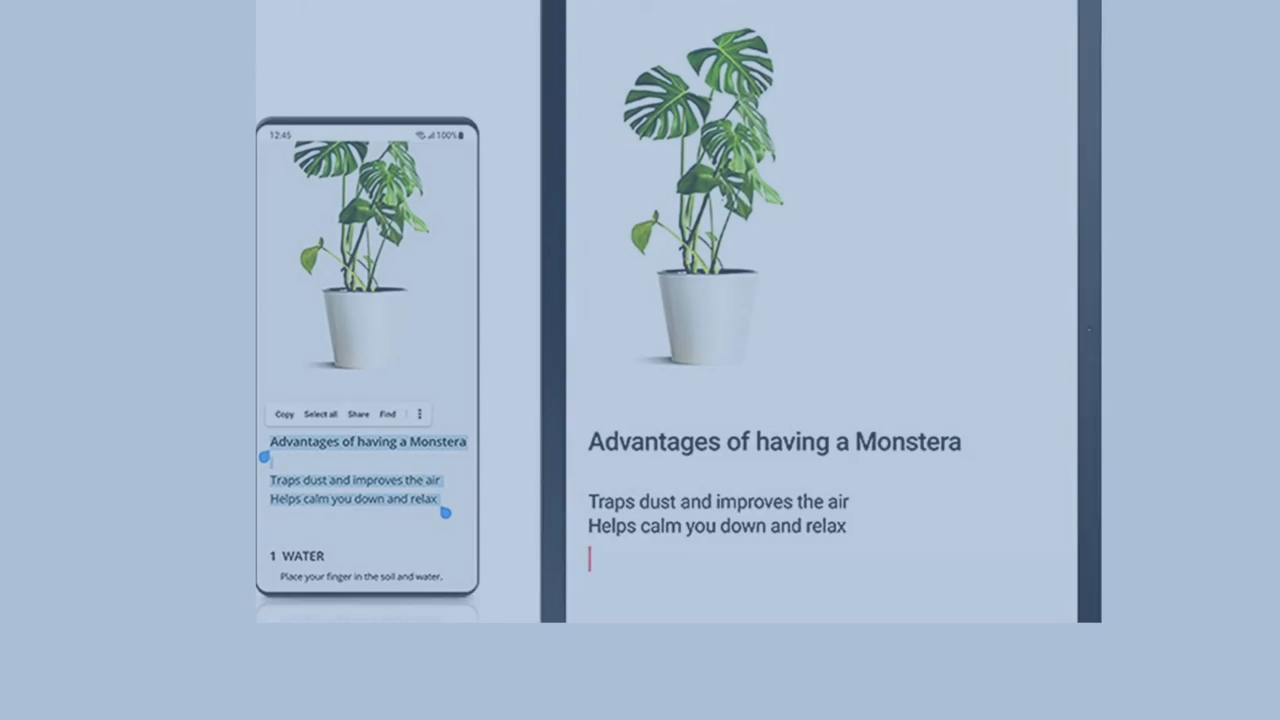 12:45
100%
Copy Select all Share Find
Advantages of having a Monstera
Traps dust and improves the air
Helps calm you down and relax
1 WATER
Place your finger in the soil and water.
Advantages of having a Monstera
Traps dust and improves the air
Helps calm you down and relax